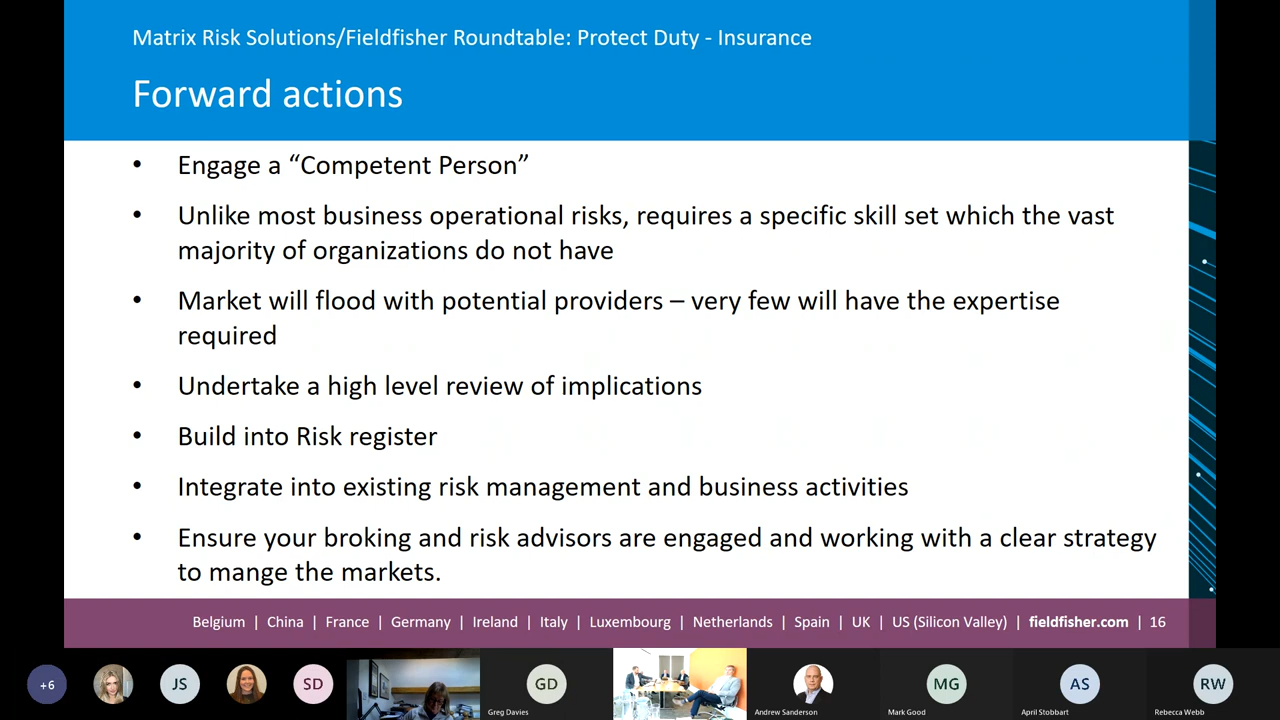 Matrix Risk Solutions/Fieldfisher Roundtable: Protect Duty - Insurance
Forward actions
• Engage a “Competent Person”
• Unlike most business operational risks, requires a specific skill set which the vast
majority of organizations do not have
• Market will flood with potential providers – very few will have the expertise
required
• Undertake a high level review of implications
• Build into Risk register
• Integrate into existing risk management and business activities
• Ensure your broking and risk advisors are engaged and working with a clear strategy
to mange the markets.
Belgium | China | France | Germany | Ireland | Italy | Luxembourg | Netherlands | Spain | UK | US (Silicon Valley) | fieldfisher.com | 16
+6
JS
SD
GD
Greg Davies
Andrew Sanderson
MG
Mark Good
AS
April Stobbart
RW
Rebecca Webb